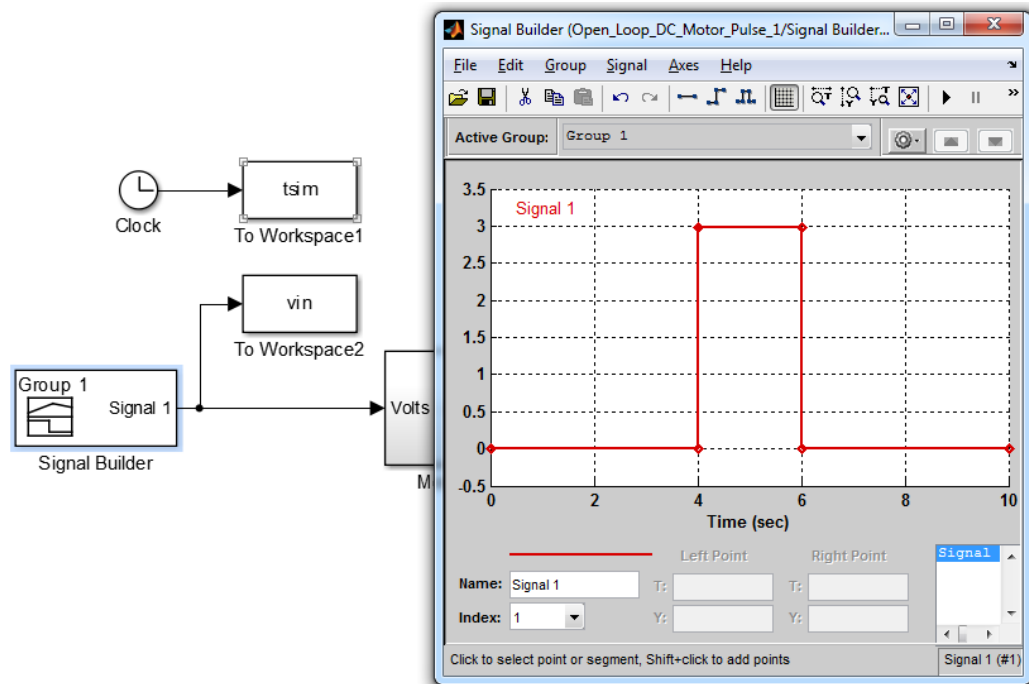 Signal Builder (Open_Loop_DC_Motor_Pulse_1/Signal Builder...
File Edit Group Signal Axes Help
Active Group: Group 1
tsim
Clock
To Workspace1
vin
To Workspace2
Group 1
Signal 1
Signal Builder
Volts
M
3.5
Signal 1
3
2.5
2
1.5
1
0.5
0
-0.5
0 2 4 6 8 10
Time (sec)
Left Point Right Point
Name: Signal 1 T: T:
Index: 1 Y: Y:
Signal
Click to select point or segment, Shift+click to add points
Signal 1 (#1)